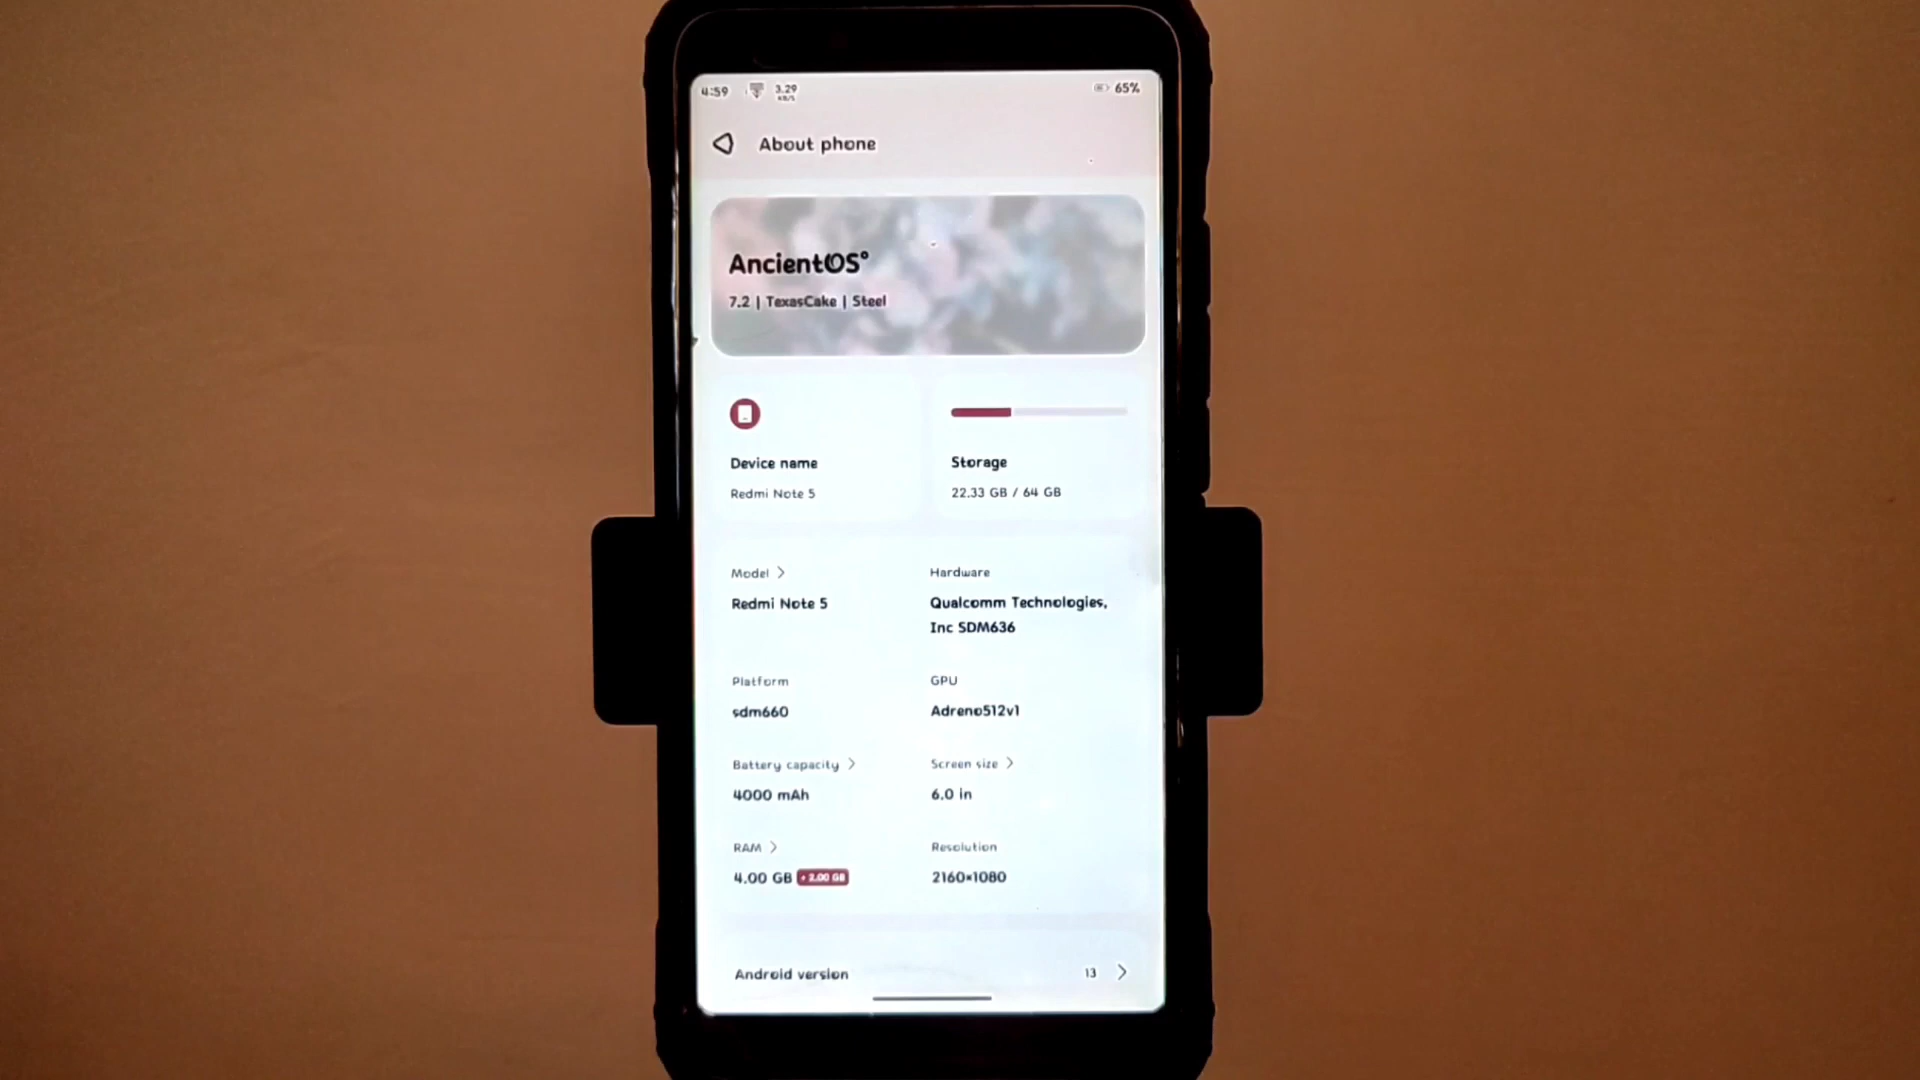 4:59 3.29 65%
KB/S
About phone
AncientOS°
7.2 | TexasCake | Steel
Device name
Redmi Note 5
Storage
22.33 GB / 64 GB
Model
Redmi Note 5
Hardware
Qualcomm Technologies,
Inc SDM636
Platform
sdm660
GPU
Adreno512v1
Battery capacity
4000 mAh
Screen size
6.0 in
RAM
4.00 GB + 2.00 GB
Resolution
2160×1080
Android version 13